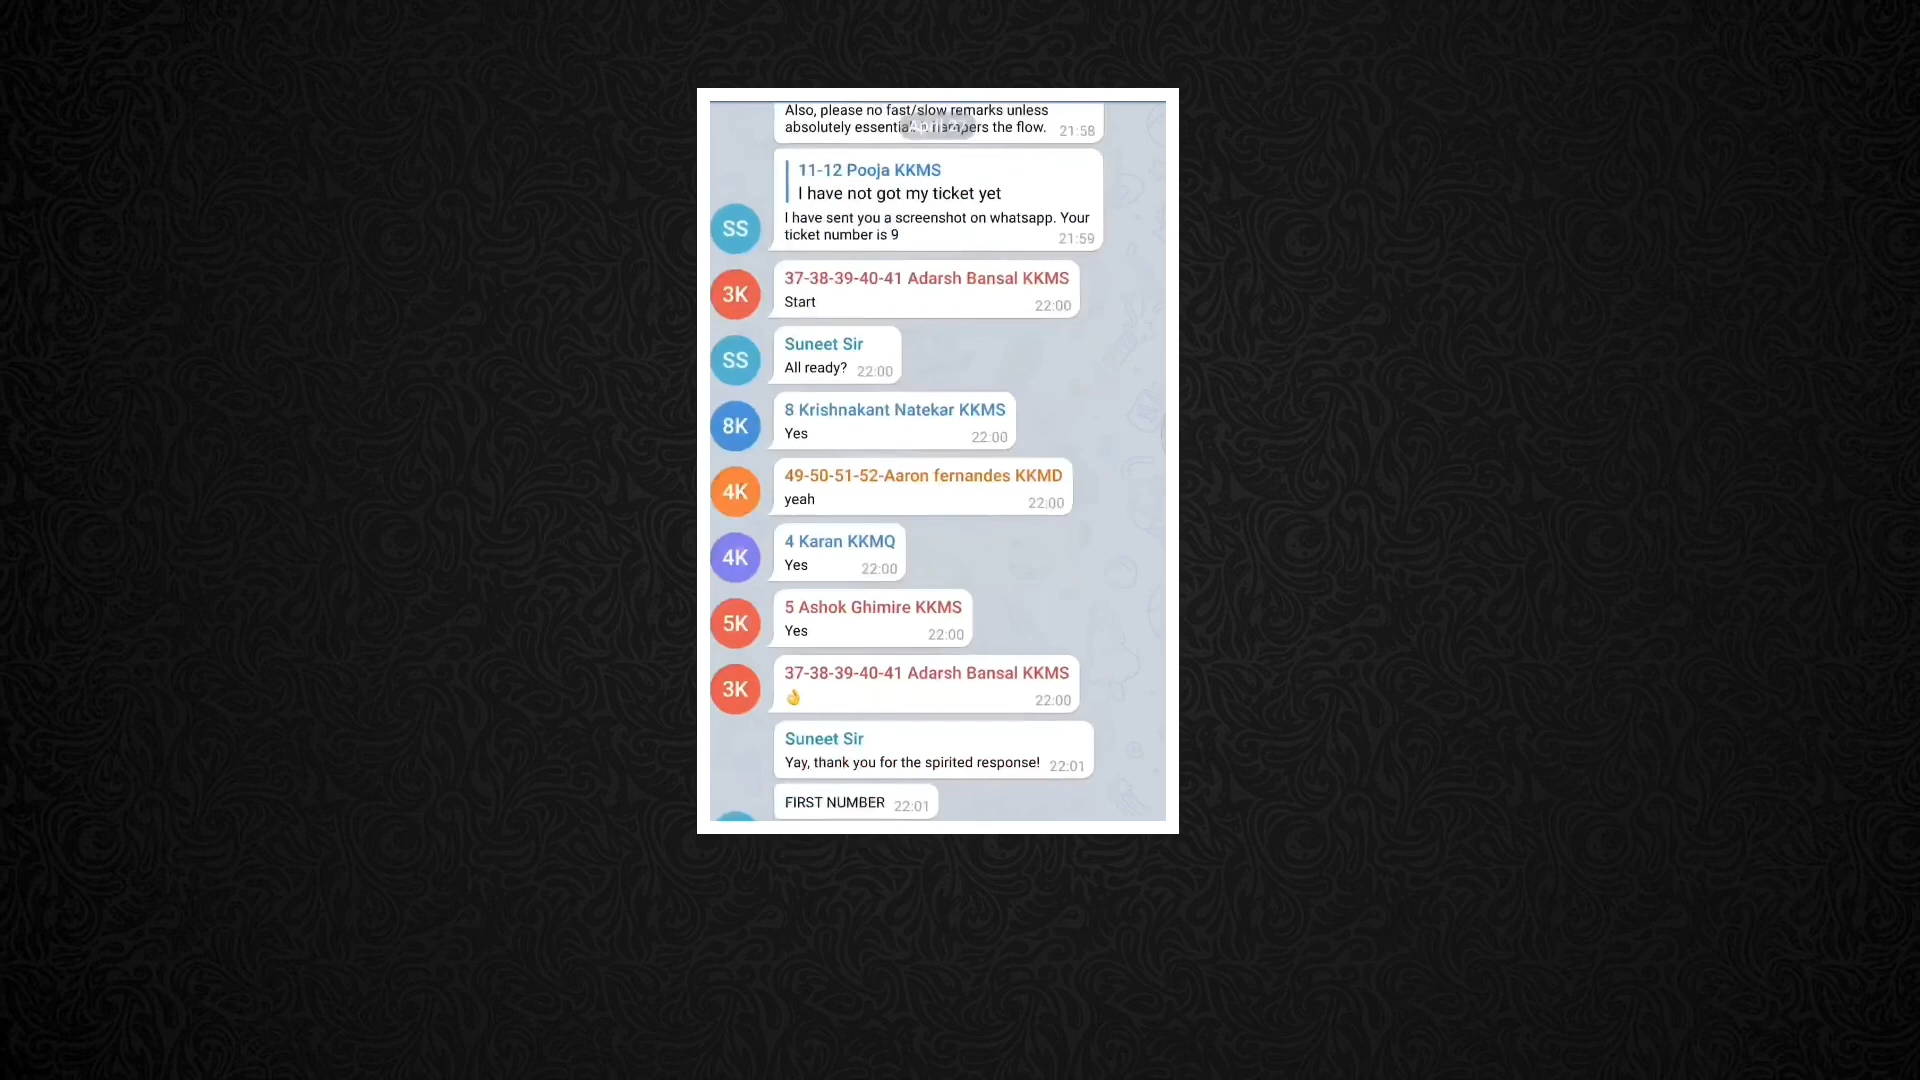 Also, please no fast/slow remarks unless
absolutely essential hampers the flow. 21:58
April 27
11-12 Pooja KKMS
I have not got my ticket yet
I have sent you a screenshot on whatsapp. Your
ticket number is 9 21:59
SS
37-38-39-40-41 Adarsh Bansal KKMS
3K
Start 22:00
Suneet Sir
SS
All ready? 22:00
8 Krishnakant Natekar KKMS
8K
Yes 22:00
49-50-51-52-Aaron fernandes KKMD
4K
yeah 22:00
4 Karan KKMQ
4K
Yes 22:00
5 Ashok Ghimire KKMS
5K
Yes 22:00
37-38-39-40-41 Adarsh Bansal KKMS
3K
👌 22:00
Suneet Sir
Yay, thank you for the spirited response! 22:01
FIRST NUMBER 22:01